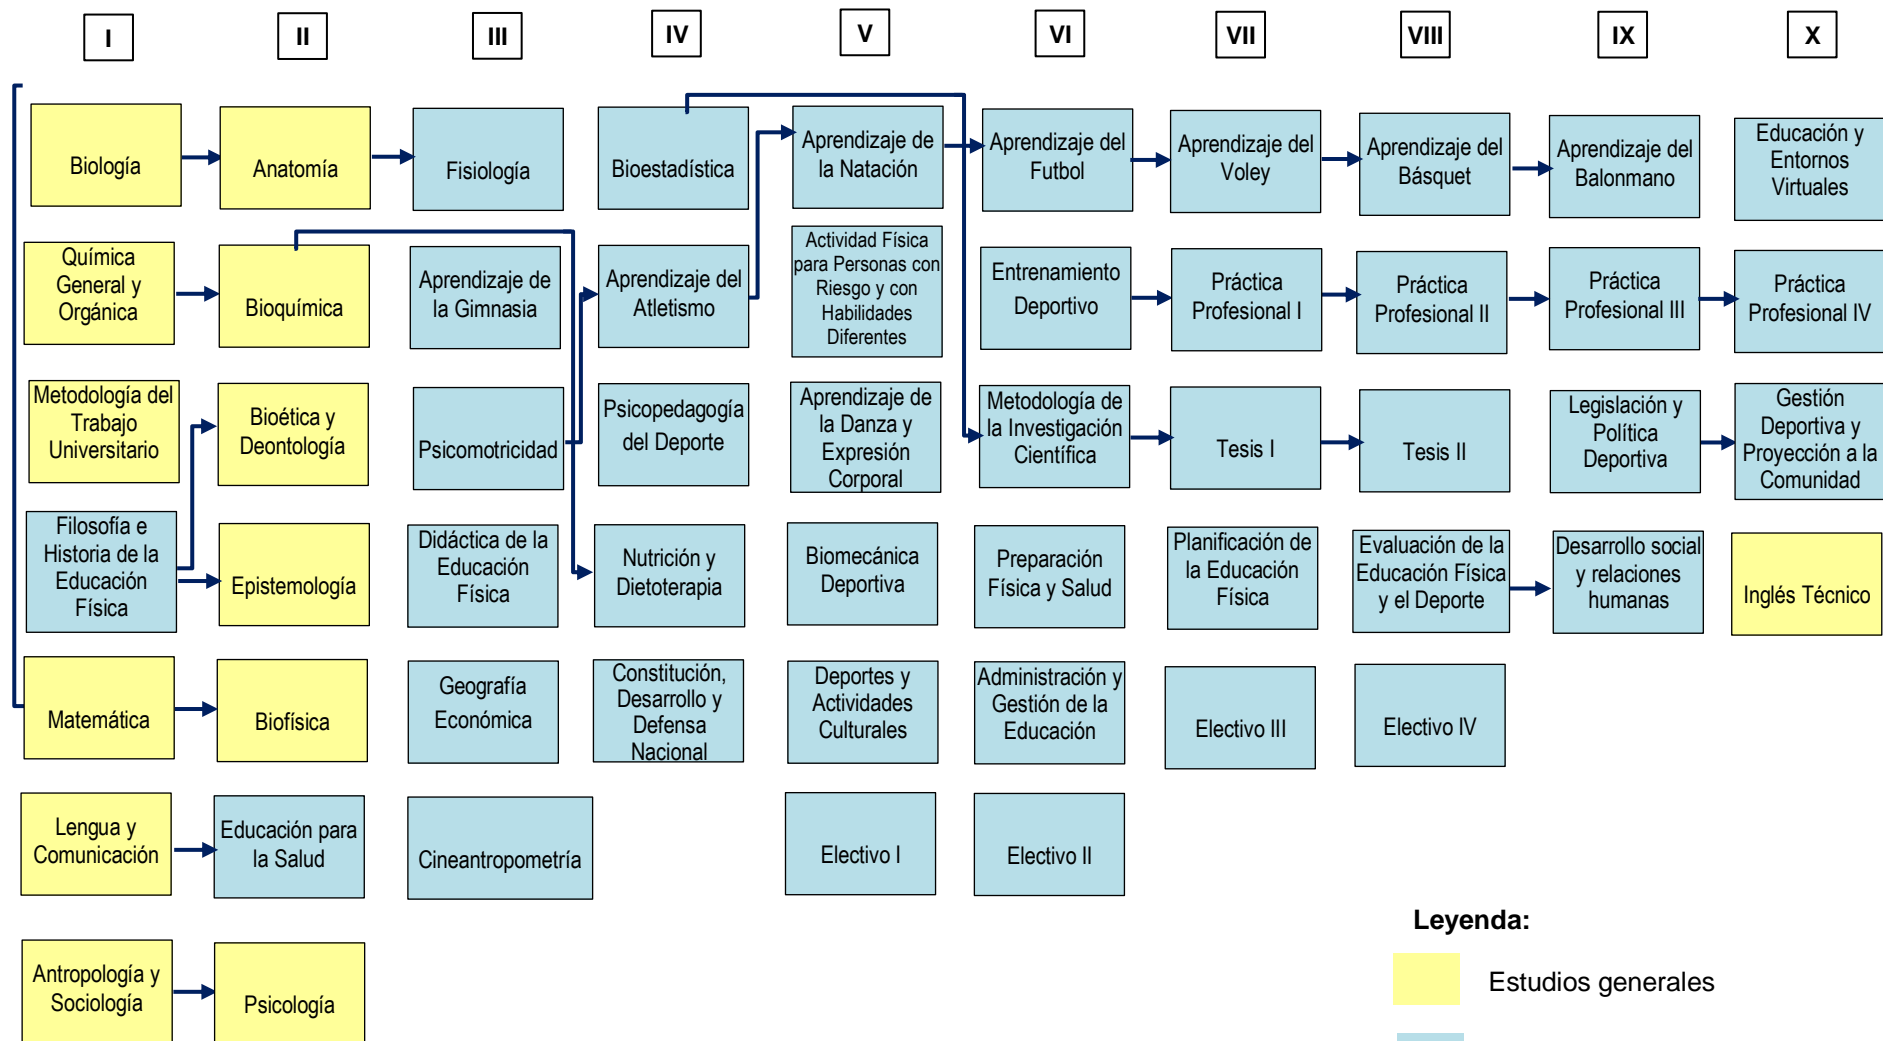 I
II
III
IV
V
VI
VII
VIII
IX
X
Biología
Anatomía
Fisiología
Bioestadística
Aprendizaje de
la Natación
Aprendizaje del
Futbol
Aprendizaje del
Voley
Aprendizaje del
Básquet
Aprendizaje del
Balonmano
Educación y
Entornos
Virtuales
Química
General y
Orgánica
Bioquímica
Aprendizaje de
la Gimnasia
Aprendizaje del
Atletismo
Actividad Física
para Personas con
Riesgo y con
Habilidades
Diferentes
Entrenamiento
Deportivo
Práctica
Profesional I
Práctica
Profesional II
Práctica
Profesional III
Práctica
Profesional IV
Metodología del
Trabajo
Universitario
Bioética y
Deontología
Psicomotricidad
Psicopedagogía
del Deporte
Aprendizaje de
la Danza y
Expresión
Corporal
Metodología de
la Investigación
Científica
Tesis I
Tesis II
Legislación y
Política
Deportiva
Gestión
Deportiva y
Proyección a la
Comunidad
Filosofía e
Historia de la
Educación
Física
Epistemología
Didáctica de la
Educación
Física
Nutrición y
Dietoterapia
Biomecánica
Deportiva
Preparación
Física y Salud
Planificación de
la Educación
Física
Evaluación de la
Educación Física
y el Deporte
Desarrollo social
y relaciones
humanas
Inglés Técnico
Matemática
Biofísica
Geografía
Económica
Constitución,
Desarrollo y
Defensa
Nacional
Deportes y
Actividades
Culturales
Administración y
Gestión de la
Educación
Electivo III
Electivo IV
Lengua y
Comunicación
Educación para
la Salud
Cineantropometría
Electivo I
Electivo II
Antropología y
Sociología
Psicología
Leyenda:
Estudios generales